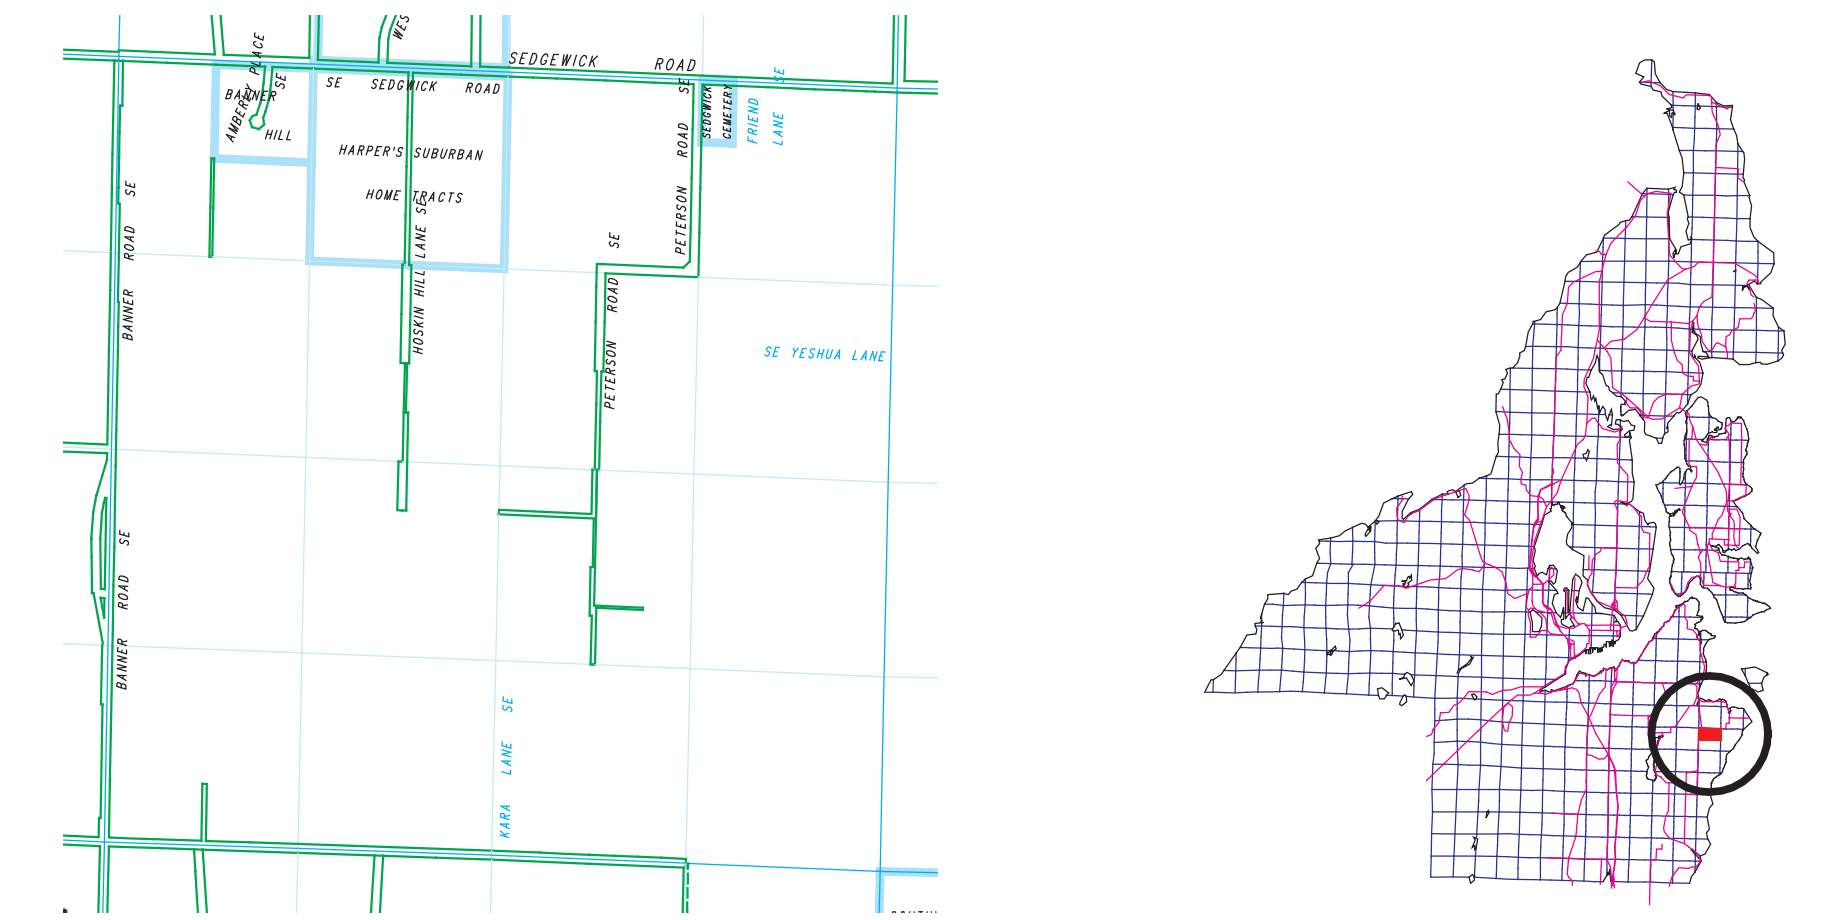 WES
SEDGEWICK ROAD
SE SEDGWICK ROAD
AMBERLY PLACE SE
BANNER
HILL
HARPER'S SUBURBAN
HOME TRACTS
SEDGWICK
CEMETERY
FRIEND
LANE SE
BANNER ROAD SE
HOSKIN HILL LANE SE
PETERSON ROAD SE
PETERSON ROAD SE
SE YESHUA LANE
BANNER ROAD SE
KARA LANE SE